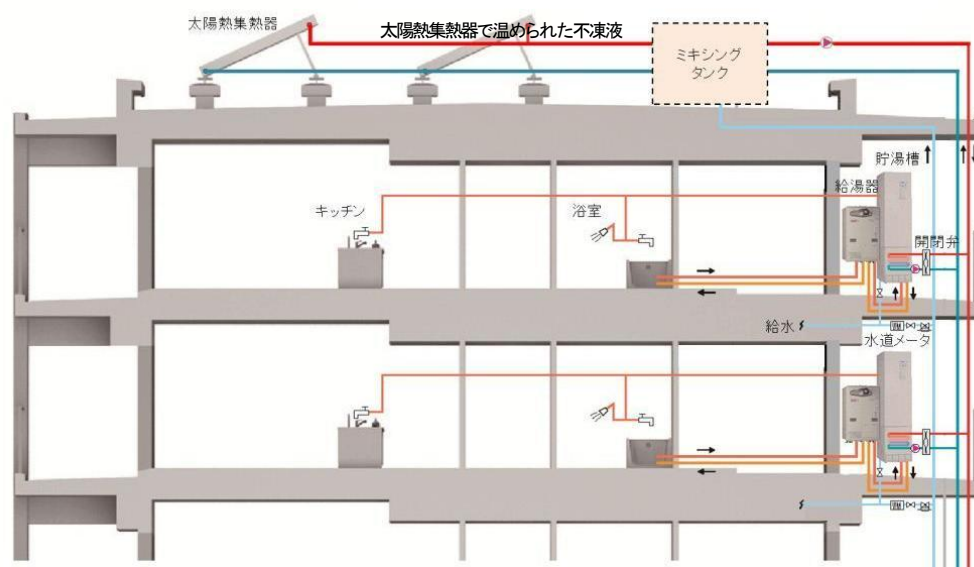 太陽熱集熱器
太陽熱集熱器で温められた不凍液
ミキシング
タンク
貯湯槽
給湯器
キッチン
浴室
開閉弁
給水
水道メータ